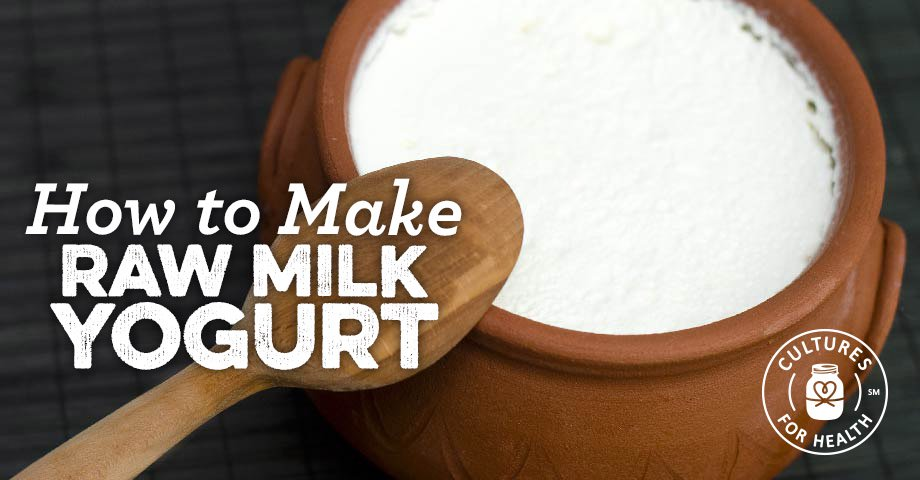 How to Make
RAW MILK
YOGURT
CULTURES
FOR HEALTH
SM